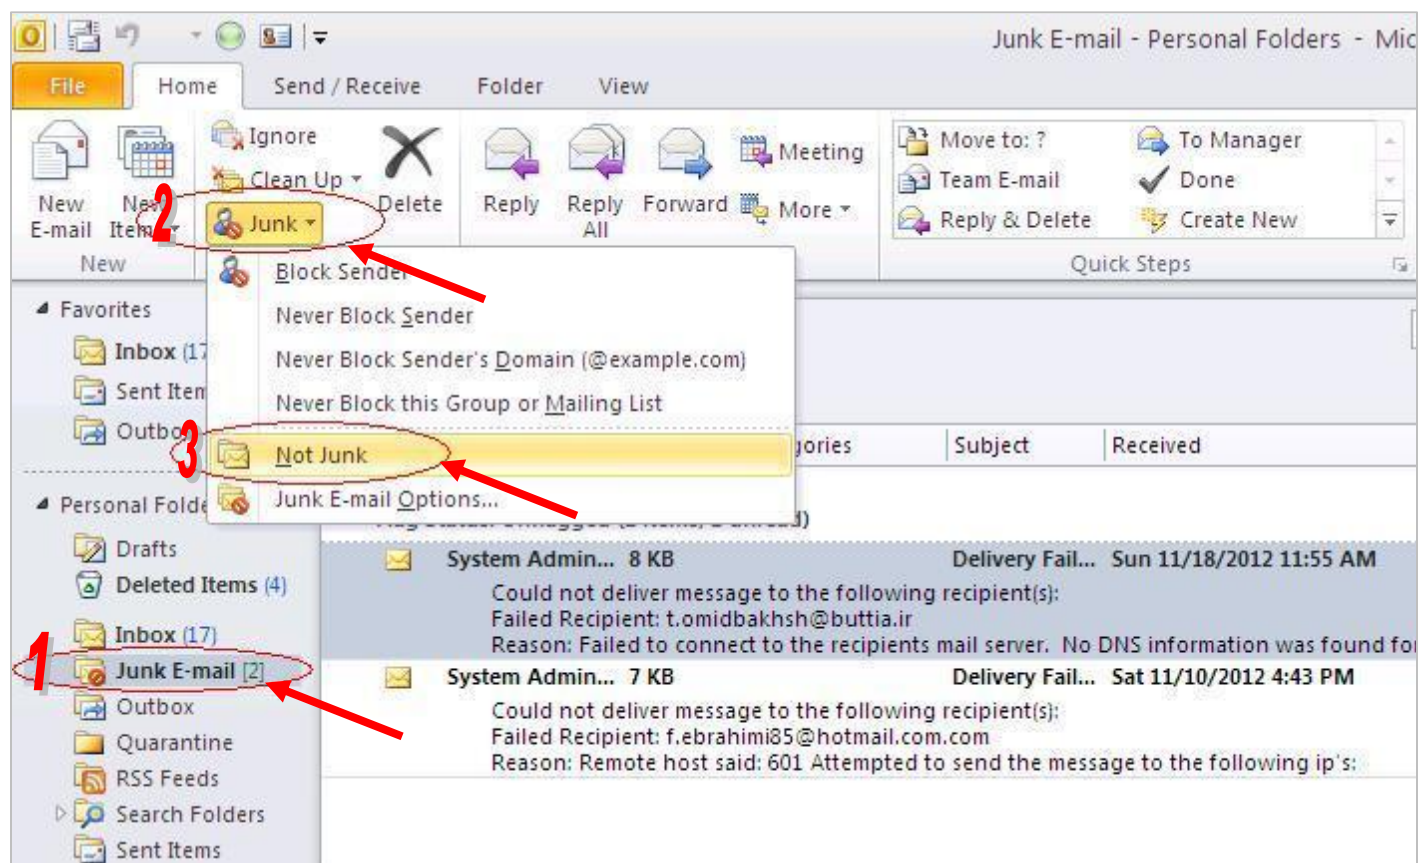 Junk E-mail - Personal Folders - Mic
File Home Send / Receive Folder View
New E-mail
New Items
Ignore
Clean Up
Junk
Delete
Reply
Reply All
Forward
Meeting
More
Move to: ?
Team E-mail
Reply & Delete
To Manager
Done
Create New
New
Quick Steps
2
Block Sender
Never Block Sender
Never Block Sender's Domain (@example.com)
Never Block this Group or Mailing List
3
Not Junk
Junk E-mail Options...
Favorites
Inbox (17
Sent Item
Outbo
Personal Folde
Drafts
Deleted Items (4)
Inbox (17)
1
Junk E-mail [2]
Outbox
Quarantine
RSS Feeds
Search Folders
Sent Items
gories Subject Received
System Admin... 8 KB Delivery Fail... Sun 11/18/2012 11:55 AM
Could not deliver message to the following recipient(s):
Failed Recipient: t.omidbakhsh@buttia.ir
Reason: Failed to connect to the recipients mail server. No DNS information was found fo
System Admin... 7 KB Delivery Fail... Sat 11/10/2012 4:43 PM
Could not deliver message to the following recipient(s):
Failed Recipient: f.ebrahimi85@hotmail.com.com
Reason: Remote host said: 601 Attempted to send the message to the following ip's: